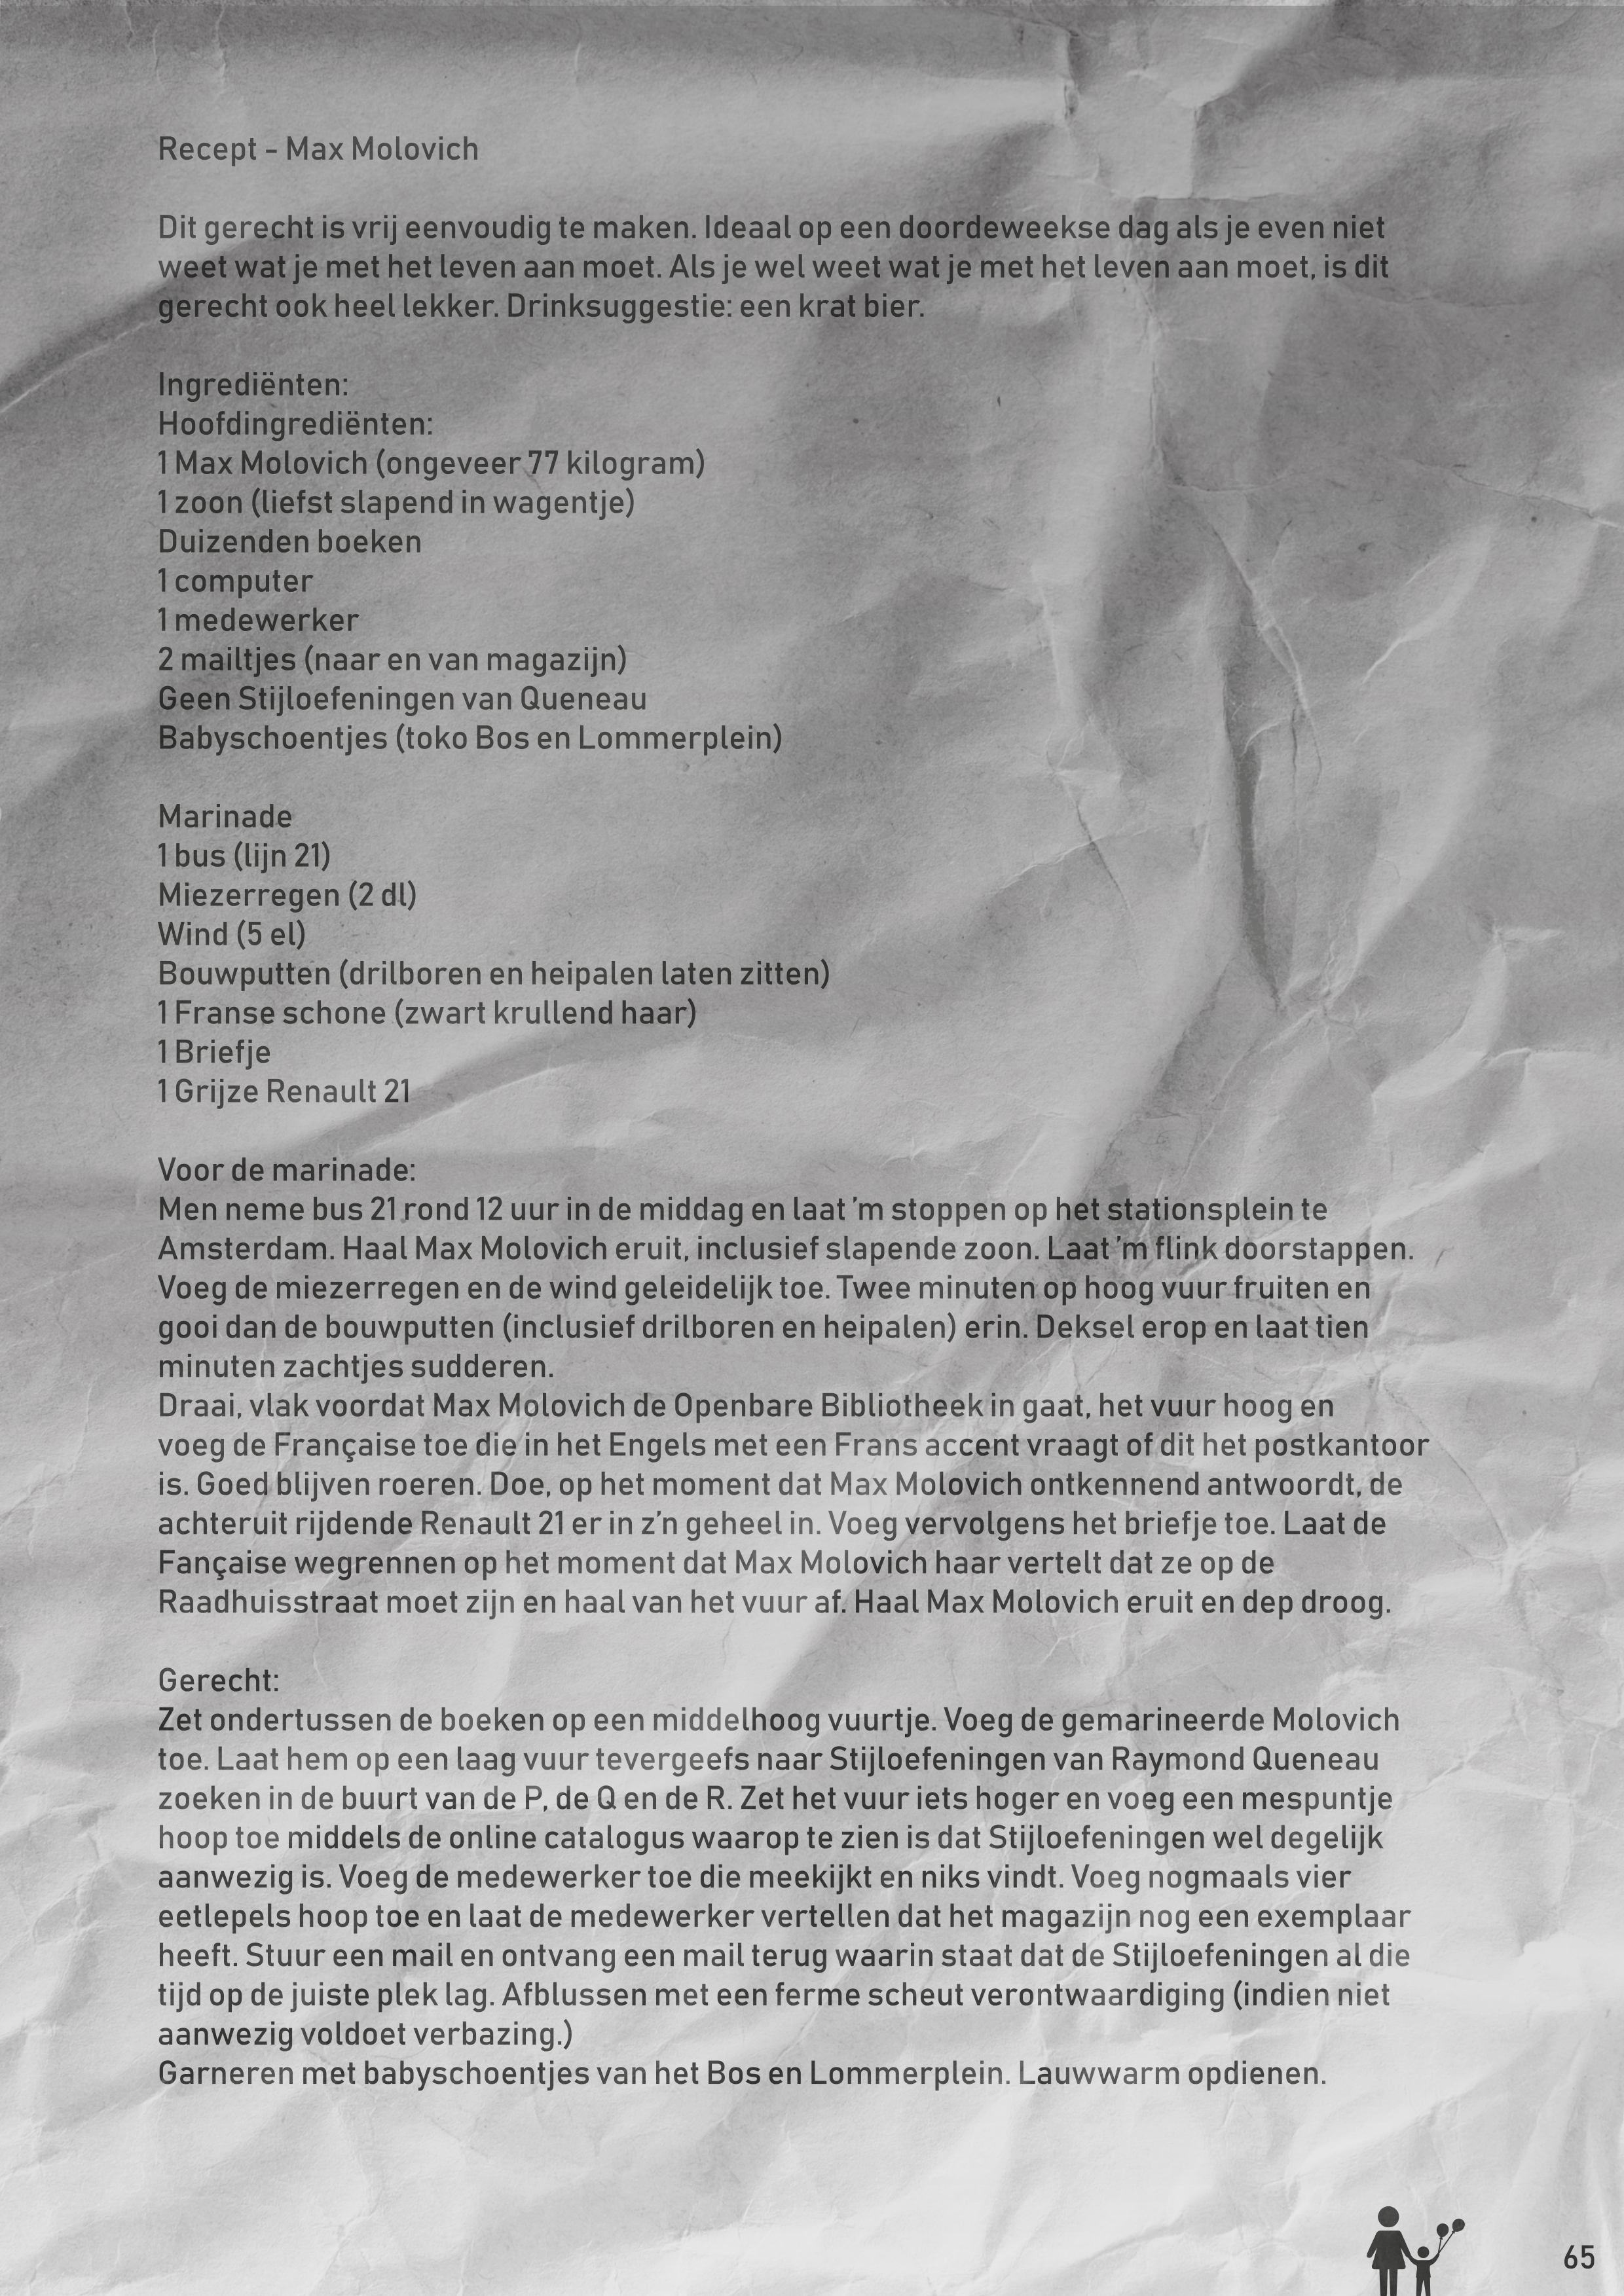 Recept - Max Molovich
Dit gerecht is vrij eenvoudig te maken. Ideaal op een doordeweekse dag als je even niet
weet wat je met het leven aan moet. Als je wel weet wat je met het leven aan moet, is dit
gerecht ook heel lekker. Drinksuggestie: een krat bier.
Ingrediënten:
Hoofdingrediënten:
1 Max Molovich (ongeveer 77 kilogram)
1 zoon (liefst slapend in wagentje)
Duizenden boeken
1 computer
1 medewerker
2 mailtjes (naar en van magazijn)
Geen Stijloefeningen van Queneau
Babyschoentjes (toko Bos en Lommerplein)
Marinade
1 bus (lijn 21)
Miezerregen (2 dl)
Wind (5 el)
Bouwputten (drilboren en heipalen laten zitten)
1 Franse schone (zwart krullend haar)
1 Briefje
1 Grijze Renault 21
Voor de marinade:
Men neme bus 21 rond 12 uur in de middag en laat ’m stoppen op het stationsplein te
Amsterdam. Haal Max Molovich eruit, inclusief slapende zoon. Laat ’m flink doorstappen.
Voeg de miezerregen en de wind geleidelijk toe. Twee minuten op hoog vuur fruiten en
gooi dan de bouwputten (inclusief drilboren en heipalen) erin. Deksel erop en laat tien
minuten zachtjes sudderen.
Draai, vlak voordat Max Molovich de Openbare Bibliotheek in gaat, het vuur hoog en
voeg de Française toe die in het Engels met een Frans accent vraagt of dit het postkantoor
is. Goed blijven roeren. Doe, op het moment dat Max Molovich ontkennend antwoordt, de
achteruit rijdende Renault 21 er in z’n geheel in. Voeg vervolgens het briefje toe. Laat de
Fançaise wegrennen op het moment dat Max Molovich haar vertelt dat ze op de
Raadhuisstraat moet zijn en haal van het vuur af. Haal Max Molovich eruit en dep droog.
Gerecht:
Zet ondertussen de boeken op een middelhoog vuurtje. Voeg de gemarineerde Molovich
toe. Laat hem op een laag vuur tevergeefs naar Stijloefeningen van Raymond Queneau
zoeken in de buurt van de P, de Q en de R. Zet het vuur iets hoger en voeg een mespuntje
hoop toe middels de online catalogus waarop te zien is dat Stijloefeningen wel degelijk
aanwezig is. Voeg de medewerker toe die meekijkt en niks vindt. Voeg nogmaals vier
eetlepels hoop toe en laat de medewerker vertellen dat het magazijn nog een exemplaar
heeft. Stuur een mail en ontvang een mail terug waarin staat dat de Stijloefeningen al die
tijd op de juiste plek lag. Afblussen met een ferme scheut verontwaardiging (indien niet
aanwezig voldoet verbazing.)
Garneren met babyschoentjes van het Bos en Lommerplein. Lauwwarm opdienen.
65